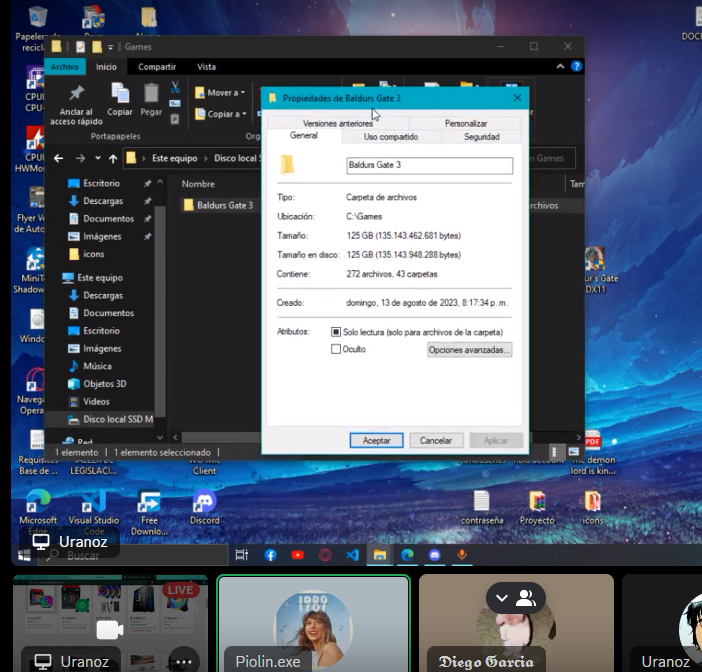 Papelera
recicl
DOC
Games
Archivo Inicio Compartir Vista
Anclar al
acceso rápido
Copiar Pegar
Mover a
Copiar a
Portapapeles
Org
Este equipo Disco local
en Games
Escritorio
Descargas
Documentos
Imágenes
icons
Este equipo
Descargas
Documentos
Escritorio
Imágenes
Música
Objetos 3D
Videos
Disco local SSD M
Red
Nombre
Tam
Baldurs Gate 3
archivos
1 elemento 1 elemento seleccionado
Propiedades de Baldurs Gate 3
Versiones anteriores Personalizar
General Uso compartido Seguridad
Baldurs Gate 3
Tipo: Carpeta de archivos
Ubicación: C:\Games
Tamaño: 125 GB (135.143.462.681 bytes)
Tamaño en disco: 125 GB (135.143.948.288 bytes)
Contiene: 272 archivos, 43 carpetas
Creado: domingo, 13 de agosto de 2023, 8:17:34 p. m.
Atributos: Solo lectura (solo para archivos de la carpeta)
Oculto Opciones avanzadas...
Aceptar Cancelar Aplicar
CPU
CPU-
CPU
HWMo
Flyer Ve
de Auto
MiniT
Shadow
Windo
Naveg
Opera
Requisi
Base de ...
LEGISLACI...
Client
ur's Gate
DX11
PDF
The demon
lord is kin...
Microsoft
Edge
Visual Studio
Code
Free
Downlo...
Discord
contraseña
Proyecto
icons
Uranoz
Buscar
LIVE
Uranoz
1989
Piolin.exe
Diego Garcia
Uranoz